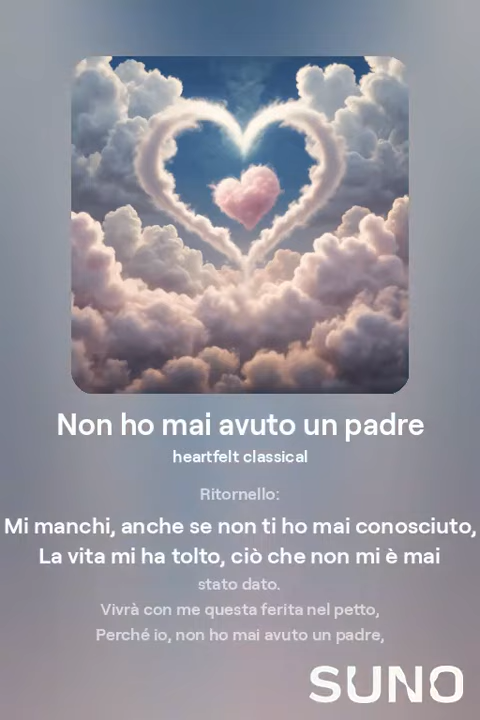 Non ho mai avuto un padre
heartfelt classical
Ritornello:
Mi manchi, anche se non ti ho mai conosciuto,
La vita mi ha tolto, ciò che non mi è mai
stato dato.
Vivrà con me questa ferita nel petto,
Perché io, non ho mai avuto un padre,
SUNO